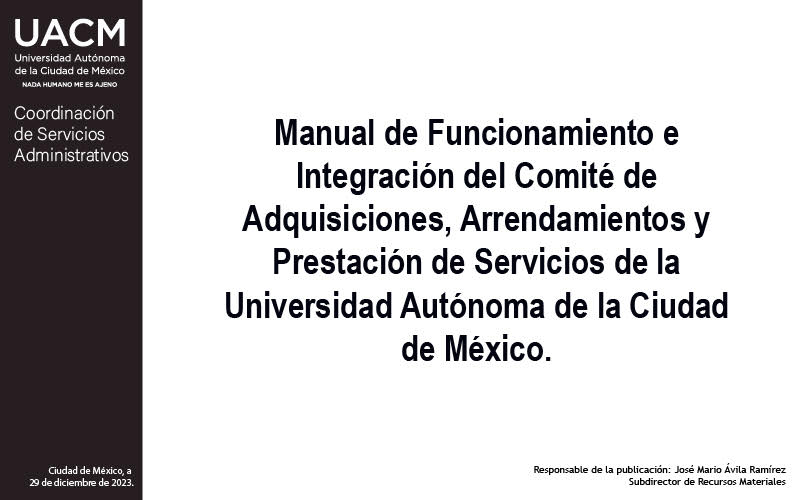 UACM
Universidad Autónoma
de la Ciudad de México
NADA HUMANO ME ES AJENO
Coordinación
de Servicios
Administrativos
Manual de Funcionamiento e
Integración del Comité de
Adquisiciones, Arrendamientos y
Prestación de Servicios de la
Universidad Autónoma de la Ciudad
de México.
Ciudad de México, a
29 de diciembre de 2023.
Responsable de la publicación: José Mario Ávila Ramírez
Subdirector de Recursos Materiales